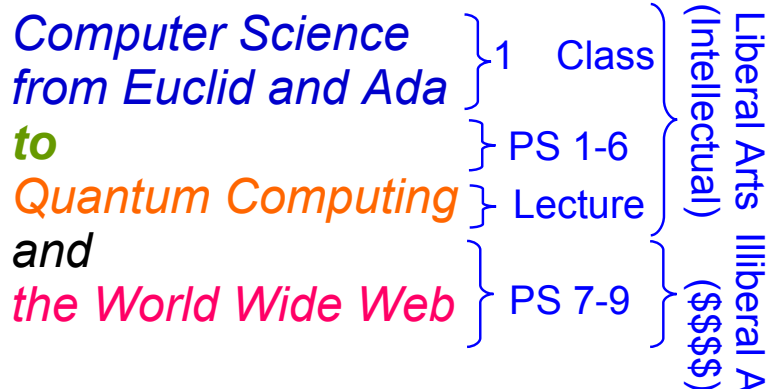 Computer Science
from Euclid and Ada
to
Quantum Computing
and
the World Wide Web
1 Class
PS 1-6
Lecture
PS 7-9
Liberal Arts
(Intellectual)
Illiberal A
($$$$)